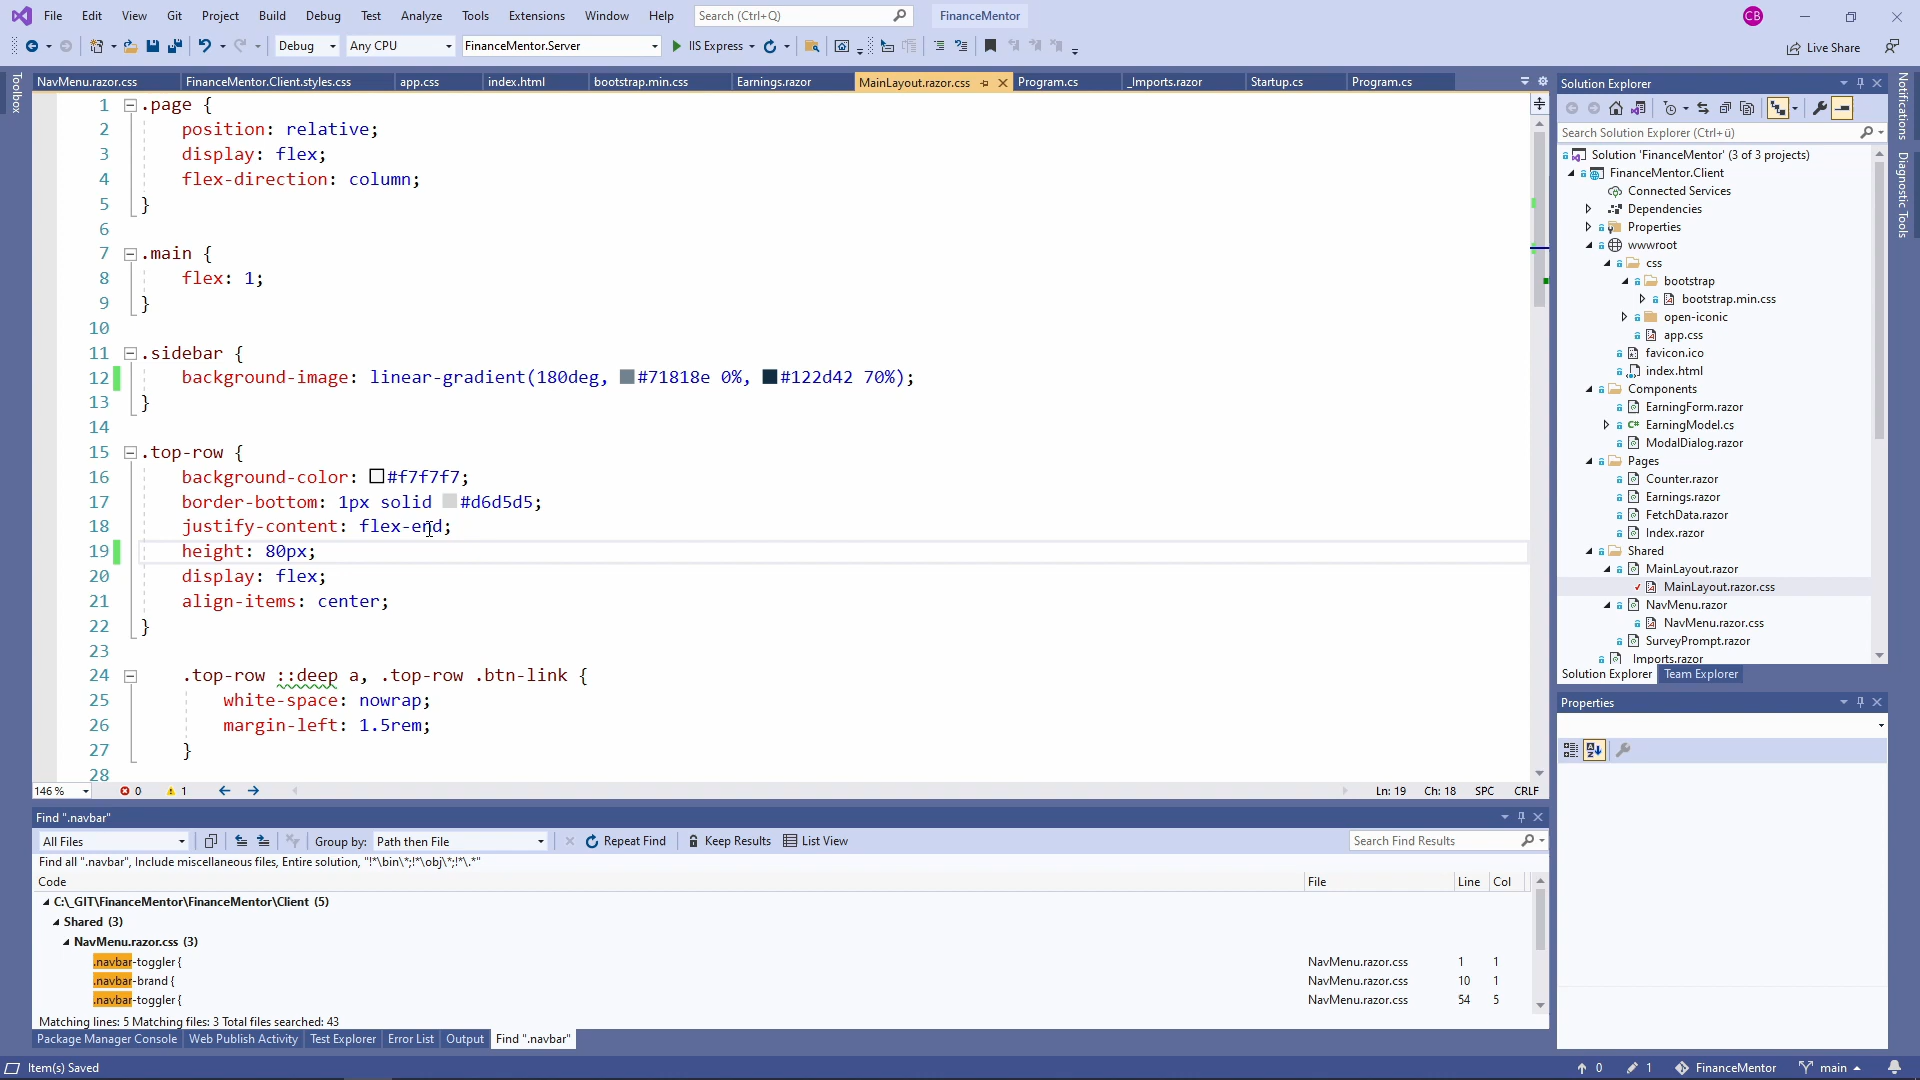 File Edit View Git Project Build Debug Test Analyze Tools Extensions Window Help Search (Ctrl+Q) FinanceMentor CB
Debug Any CPU FinanceMentor.Server IIS Express Live Share
NavMenu.razor.css FinanceMentor.Client.styles.css app.css index.html bootstrap.min.css Earnings.razor MainLayout.razor.css Program.cs _Imports.razor Startup.cs Program.cs
Toolbox
1 .page {
2 position: relative;
3 display: flex;
4 flex-direction: column;
5 }
6
7 .main {
8 flex: 1;
9 }
10
11 .sidebar {
12 background-image: linear-gradient(180deg, #71818e 0%, #122d42 70%);
13 }
14
15 .top-row {
16 background-color: #f7f7f7;
17 border-bottom: 1px solid #d6d5d5;
18 justify-content: flex-end;
19 height: 80px;
20 display: flex;
21 align-items: center;
22 }
23
24 .top-row ::deep a, .top-row .btn-link {
25 white-space: nowrap;
26 margin-left: 1.5rem;
27 }
28
146 % 0 1 Ln: 19 Ch: 18 SPC CRLF
Find ".navbar"
All Files Group by: Path then File Repeat Find Keep Results List View Search Find Results
Find all ".navbar", Include miscellaneous files, Entire solution, "!*\bin\*;!*\obj\*;!*\.*"
Code File Line Col
C:\_GIT\FinanceMentor\FinanceMentor\Client (5)
Shared (3)
NavMenu.razor.css (3)
.navbar-toggler { NavMenu.razor.css 1 1
.navbar-brand { NavMenu.razor.css 10 1
.navbar-toggler { NavMenu.razor.css 54 5
Matching lines: 5 Matching files: 3 Total files searched: 43
Package Manager Console Web Publish Activity Test Explorer Error List Output Find ".navbar"
Item(s) Saved 0 1 FinanceMentor main
Solution Explorer
Search Solution Explorer (Ctrl+ü)
Solution 'FinanceMentor' (3 of 3 projects)
FinanceMentor.Client
Connected Services
Dependencies
Properties
wwwroot
css
bootstrap
bootstrap.min.css
open-iconic
app.css
favicon.ico
index.html
Components
EarningForm.razor
C# EarningModel.cs
ModalDialog.razor
Pages
Counter.razor
Earnings.razor
FetchData.razor
Index.razor
Shared
MainLayout.razor
MainLayout.razor.css
NavMenu.razor
NavMenu.razor.css
SurveyPrompt.razor
_Imports.razor
Solution Explorer Team Explorer
Properties
Notifications
Diagnostic Tools